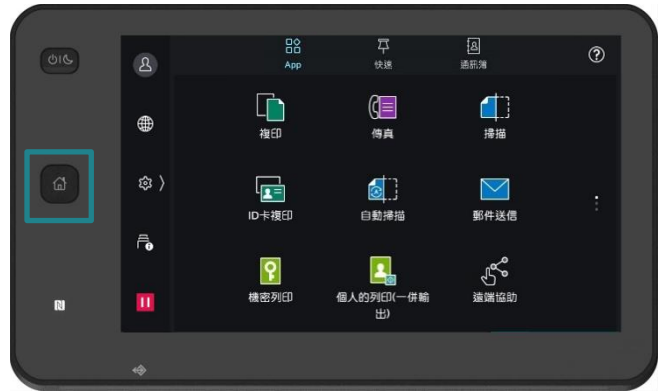 App
快速
通訊簿
複印
傳真
掃描
ID卡複印
自動掃描
郵件送信
機密列印
個人的列印(一併輸
出)
遠端協助